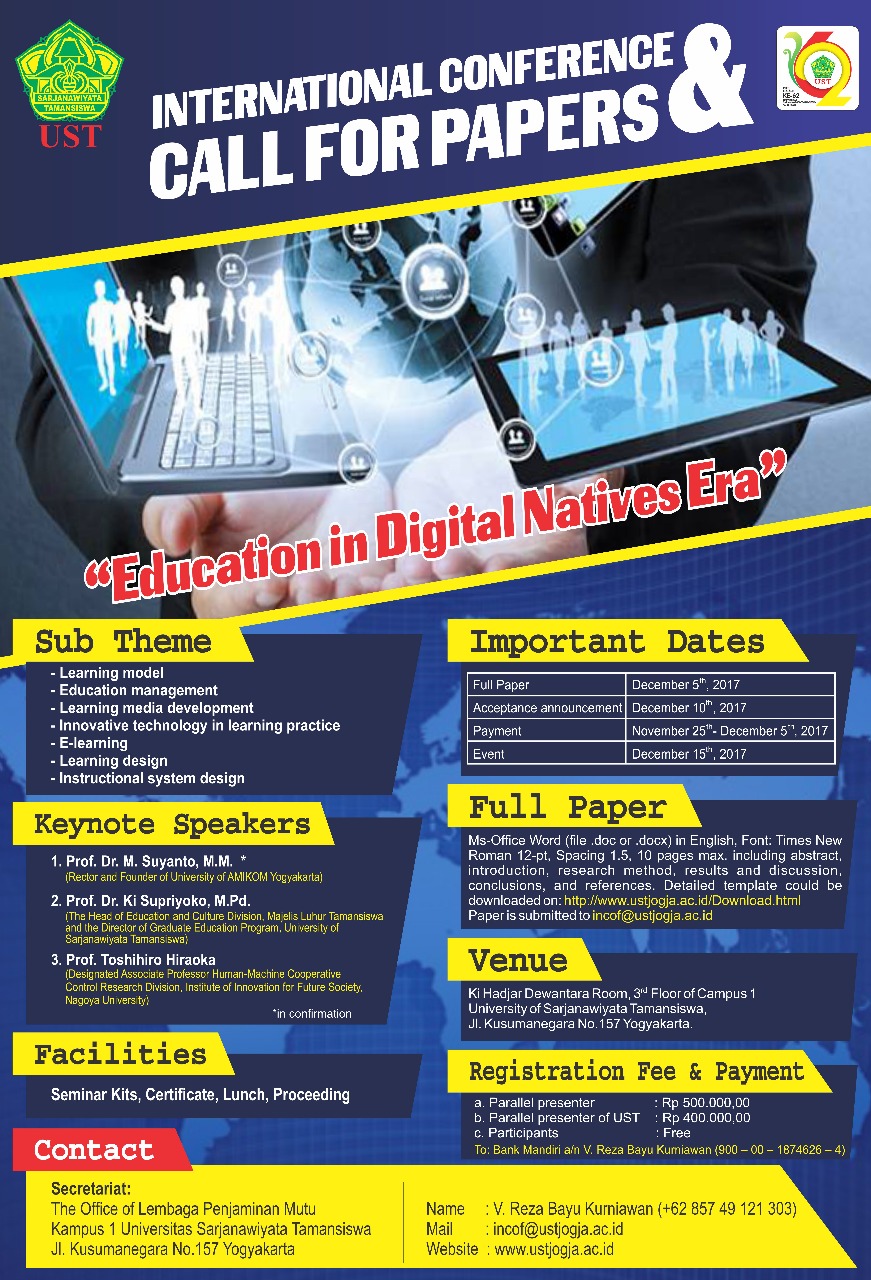 SARJANAWIYATA
TAMANSISWA
UST
INTERNATIONAL CONFERENCE &
CALL FOR PAPERS
UST
KE-62
"Education in Digital Natives Era"
Sub Theme
- Learning model
- Education management
- Learning media development
- Innovative technology in learning practice
- E-learning
- Learning design
- Instructional system design
Keynote Speakers
1. Prof. Dr. M. Suyanto, M.M. *
(Rector and Founder of University of AMIKOM Yogyakarta)
2. Prof. Dr. Ki Supriyoko, M.Pd.
(The Head of Education and Culture Division, Majelis Luhur Tamansiswa
and the Director of Graduate Education Program, University of
Sarjanawiyata Tamansiswa)
3. Prof. Toshihiro Hiraoka
(Designated Associate Professor Human-Machine Cooperative
Control Research Division, Institute of Innovation for Future Society,
Nagoya University)
*in confirmation
Facilities
Seminar Kits, Certificate, Lunch, Proceeding
Important Dates
Full Paper December 5th, 2017
Acceptance announcement December 10th, 2017
Payment November 25th- December 5th, 2017
Event December 15th, 2017
Full Paper
Ms-Office Word (file .doc or .docx) in English, Font: Times New
Roman 12-pt, Spacing 1.5, 10 pages max. including abstract,
introduction, research method, results and discussion,
conclusions, and references. Detailed template could be
downloaded on: http://www.ustjogja.ac.id/Download.html
Paper is submitted to incof@ustjogja.ac.id
Venue
Ki Hadjar Dewantara Room, 3rd Floor of Campus 1
University of Sarjanawiyata Tamansiswa,
Jl. Kusumanegara No.157 Yogyakarta.
Registration Fee & Payment
a. Parallel presenter : Rp 500.000,00
b. Parallel presenter of UST : Rp 400.000,00
c. Participants : Free
To: Bank Mandiri a/n V. Reza Bayu Kurniawan (900 – 00 – 1874626 – 4)
Contact
Secretariat:
The Office of Lembaga Penjaminan Mutu
Kampus 1 Universitas Sarjanawiyata Tamansiswa
Jl. Kusumanegara No.157 Yogyakarta
Name : V. Reza Bayu Kurniawan (+62 857 49 121 303)
Mail : incof@ustjogja.ac.id
Website : www.ustjogja.ac.id